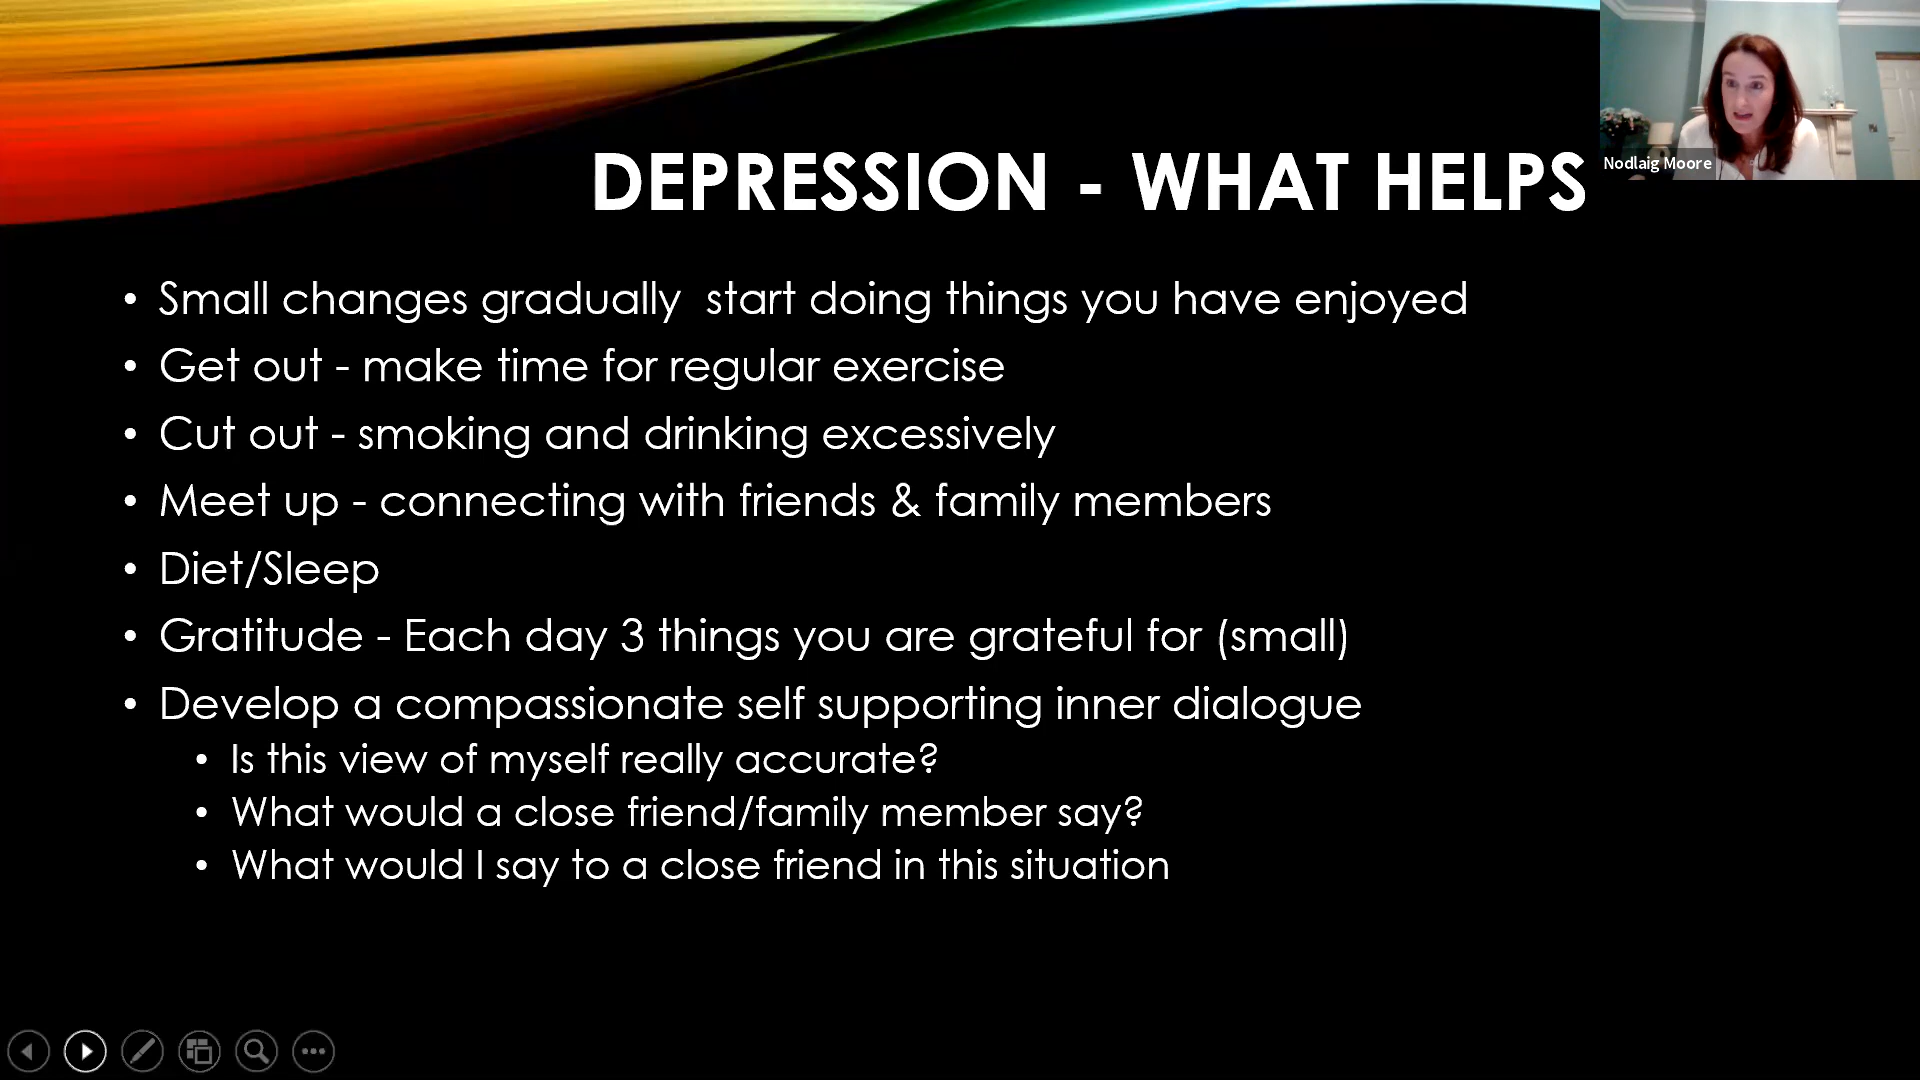 DEPRESSION - WHAT HELPS
Nodlaig Moore
• Small changes gradually  start doing things you have enjoyed
• Get out - make time for regular exercise
• Cut out - smoking and drinking excessively
• Meet up - connecting with friends & family members
• Diet/Sleep
• Gratitude - Each day 3 things you are grateful for (small)
• Develop a compassionate self supporting inner dialogue
• Is this view of myself really accurate?
• What would a close friend/family member say?
• What would I say to a close friend in this situation